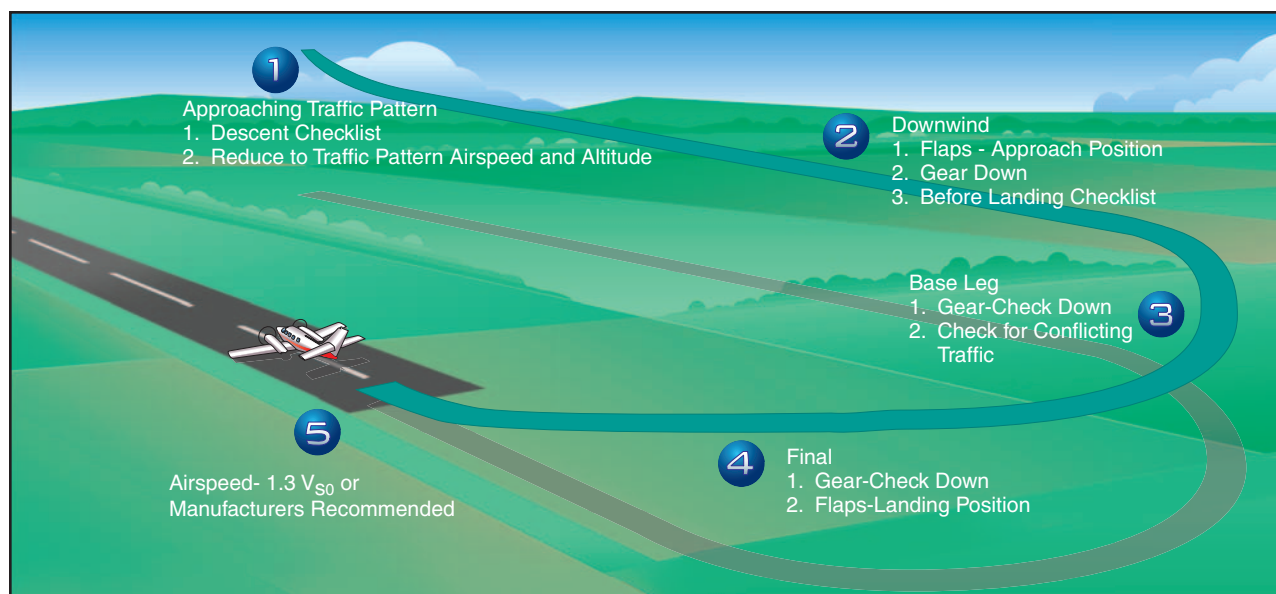 1
Approaching Traffic Pattern
1. Descent Checklist
2. Reduce to Traffic Pattern Airspeed and Altitude
2
Downwind
1. Flaps - Approach Position
2. Gear Down
3. Before Landing Checklist
3
Base Leg
1. Gear-Check Down
2. Check for Conflicting
Traffic
4
Final
1. Gear-Check Down
2. Flaps-Landing Position
5
Airspeed- 1.3 VS0 or
Manufacturers Recommended